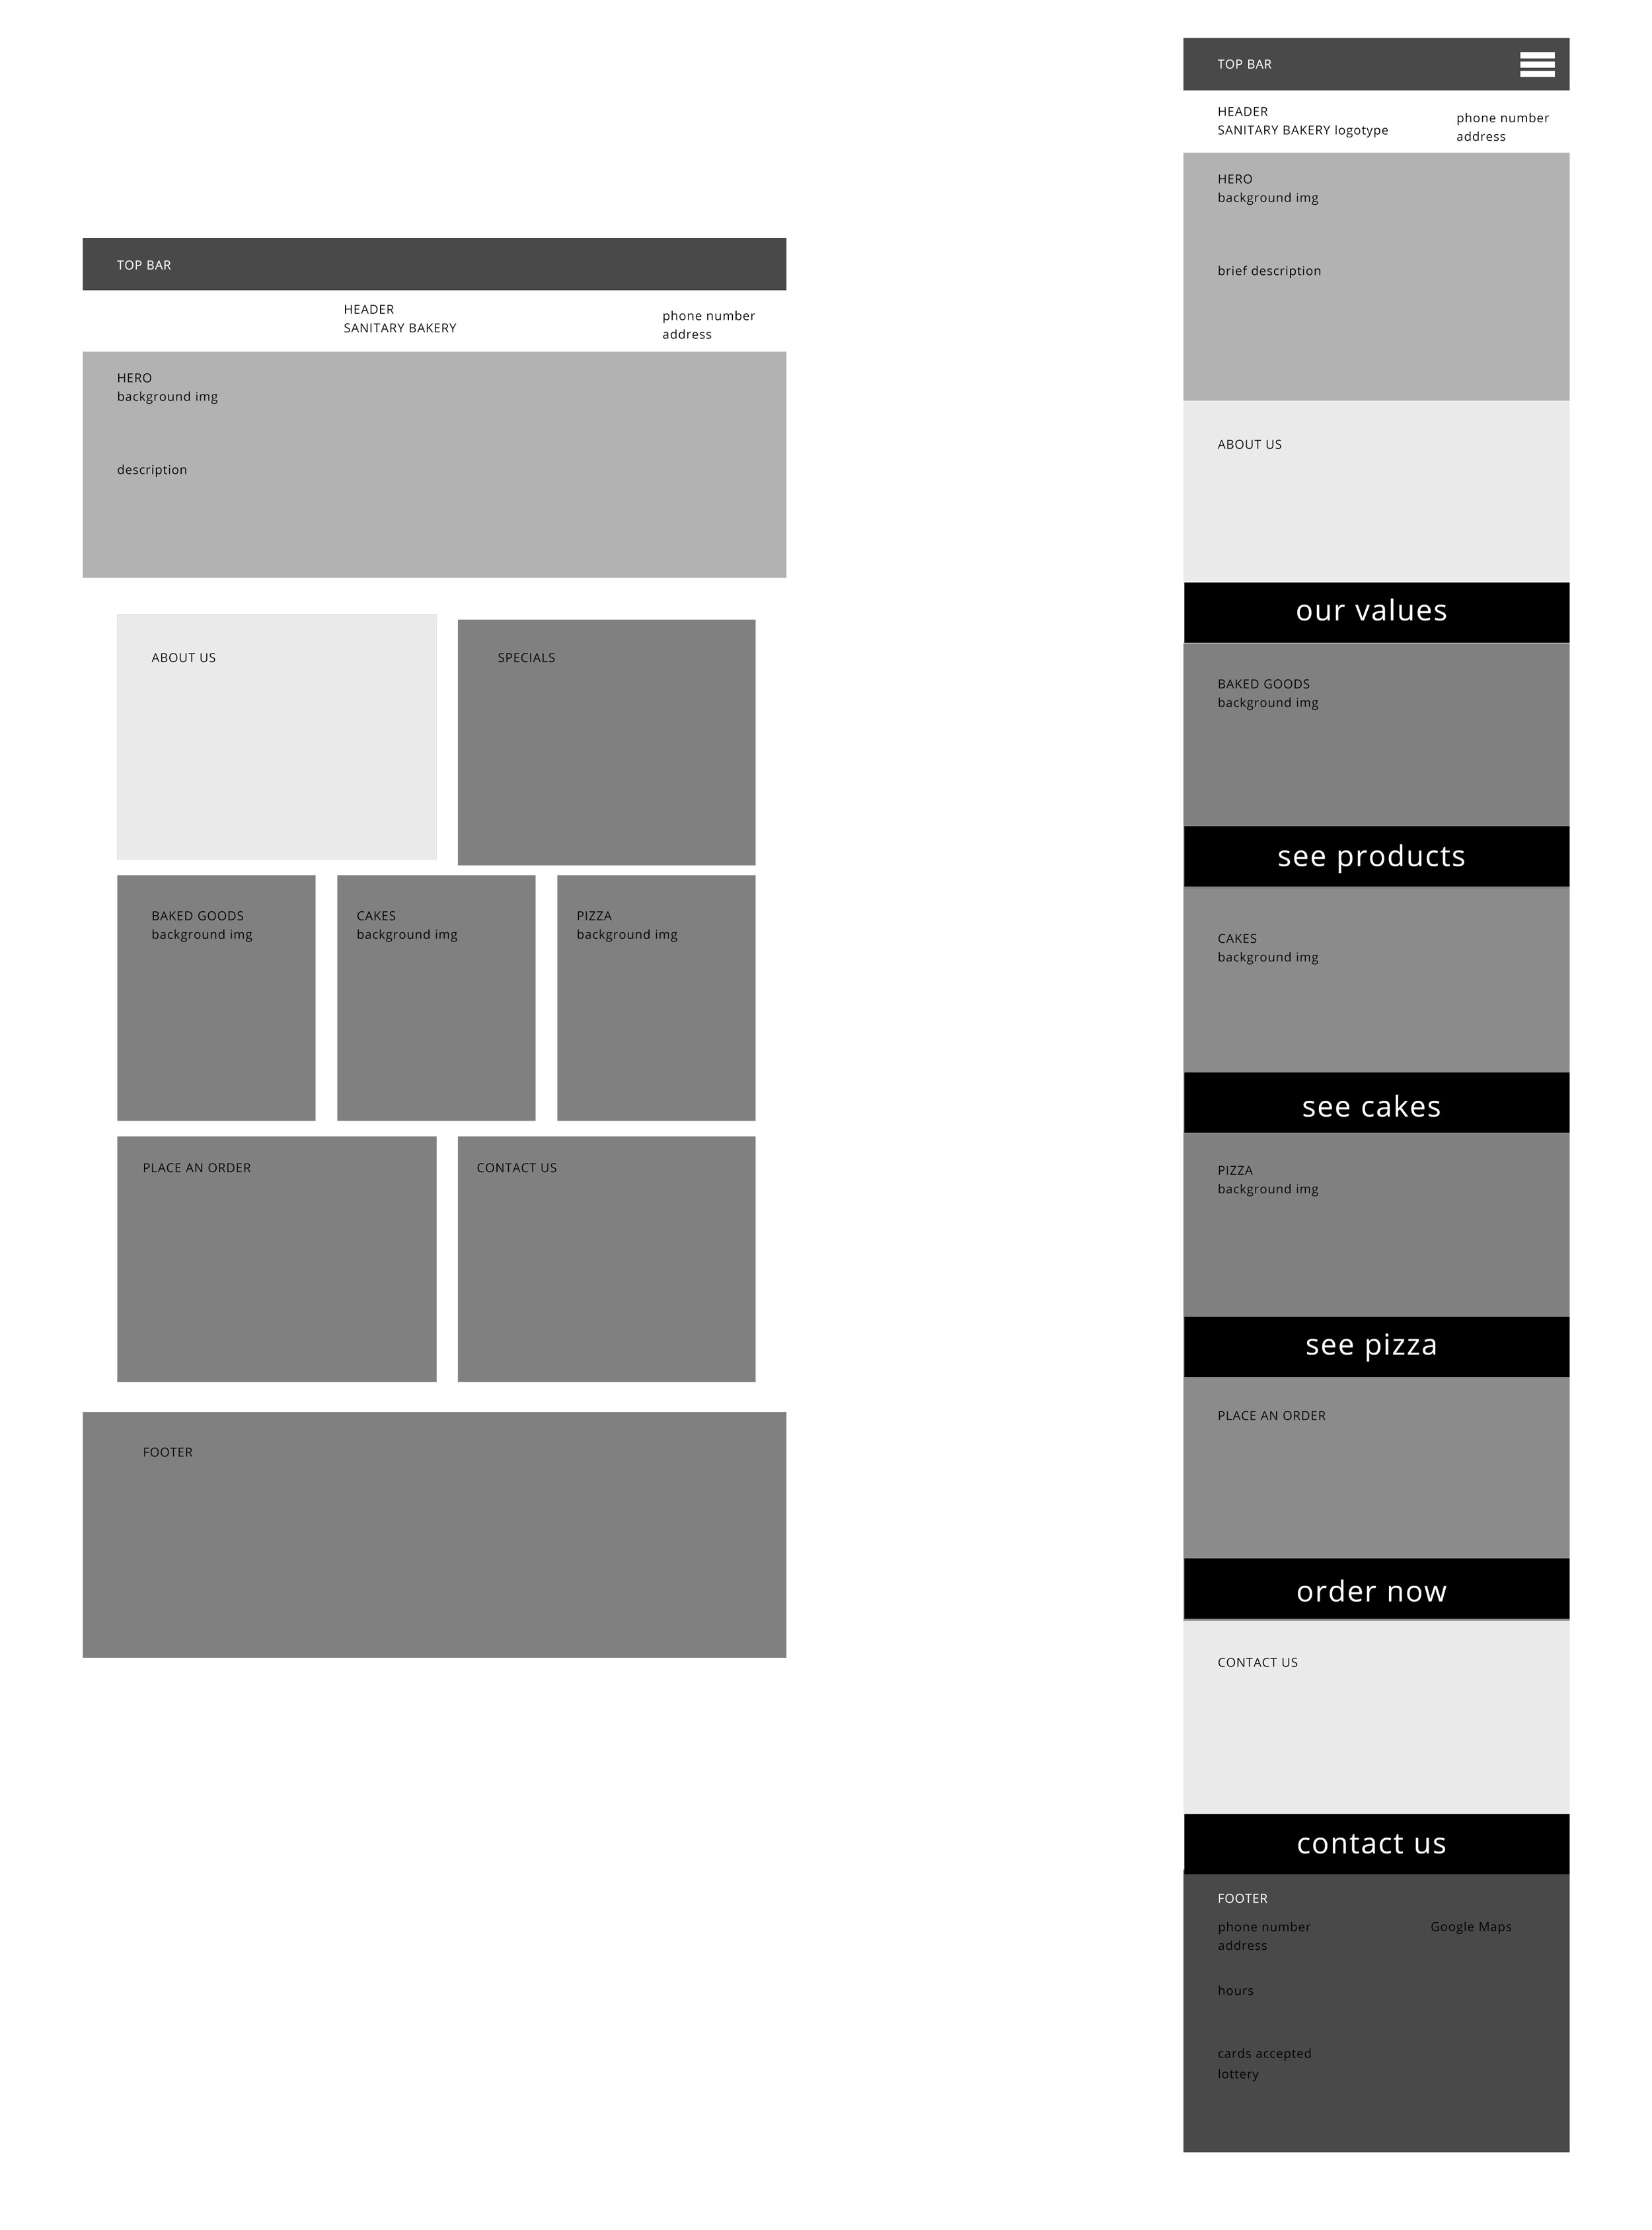 TOP BAR
HEADER
SANITARY BAKERY
phone number
address
HERO
background img
description
ABOUT US
SPECIALS
BAKED GOODS
background img
CAKES
background img
PIZZA
background img
PLACE AN ORDER
CONTACT US
FOOTER
TOP BAR
HEADER
SANITARY BAKERY logotype
phone number
address
HERO
background img
brief description
ABOUT US
our values
BAKED GOODS
background img
see products
CAKES
background img
see cakes
PIZZA
background img
see pizza
PLACE AN ORDER
order now
CONTACT US
contact us
FOOTER
phone number
address
Google Maps
hours
cards accepted
lottery